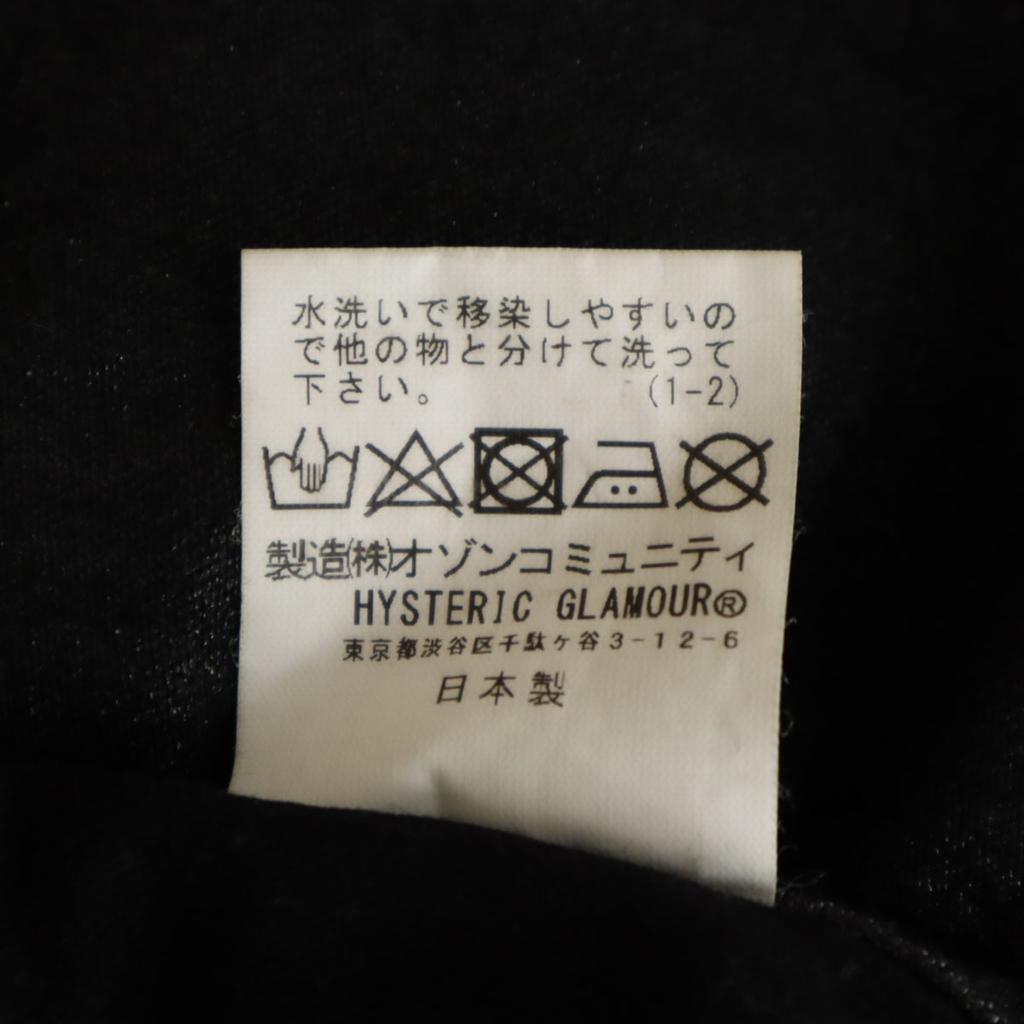 水洗いで移染しやすいの
で他の物と分けて洗って
下さい。 (1-2)
製造㈱オゾンコミュニティ
HYSTERIC GLAMOUR®
東京都渋谷区千駄ヶ谷3-12-6
日本製